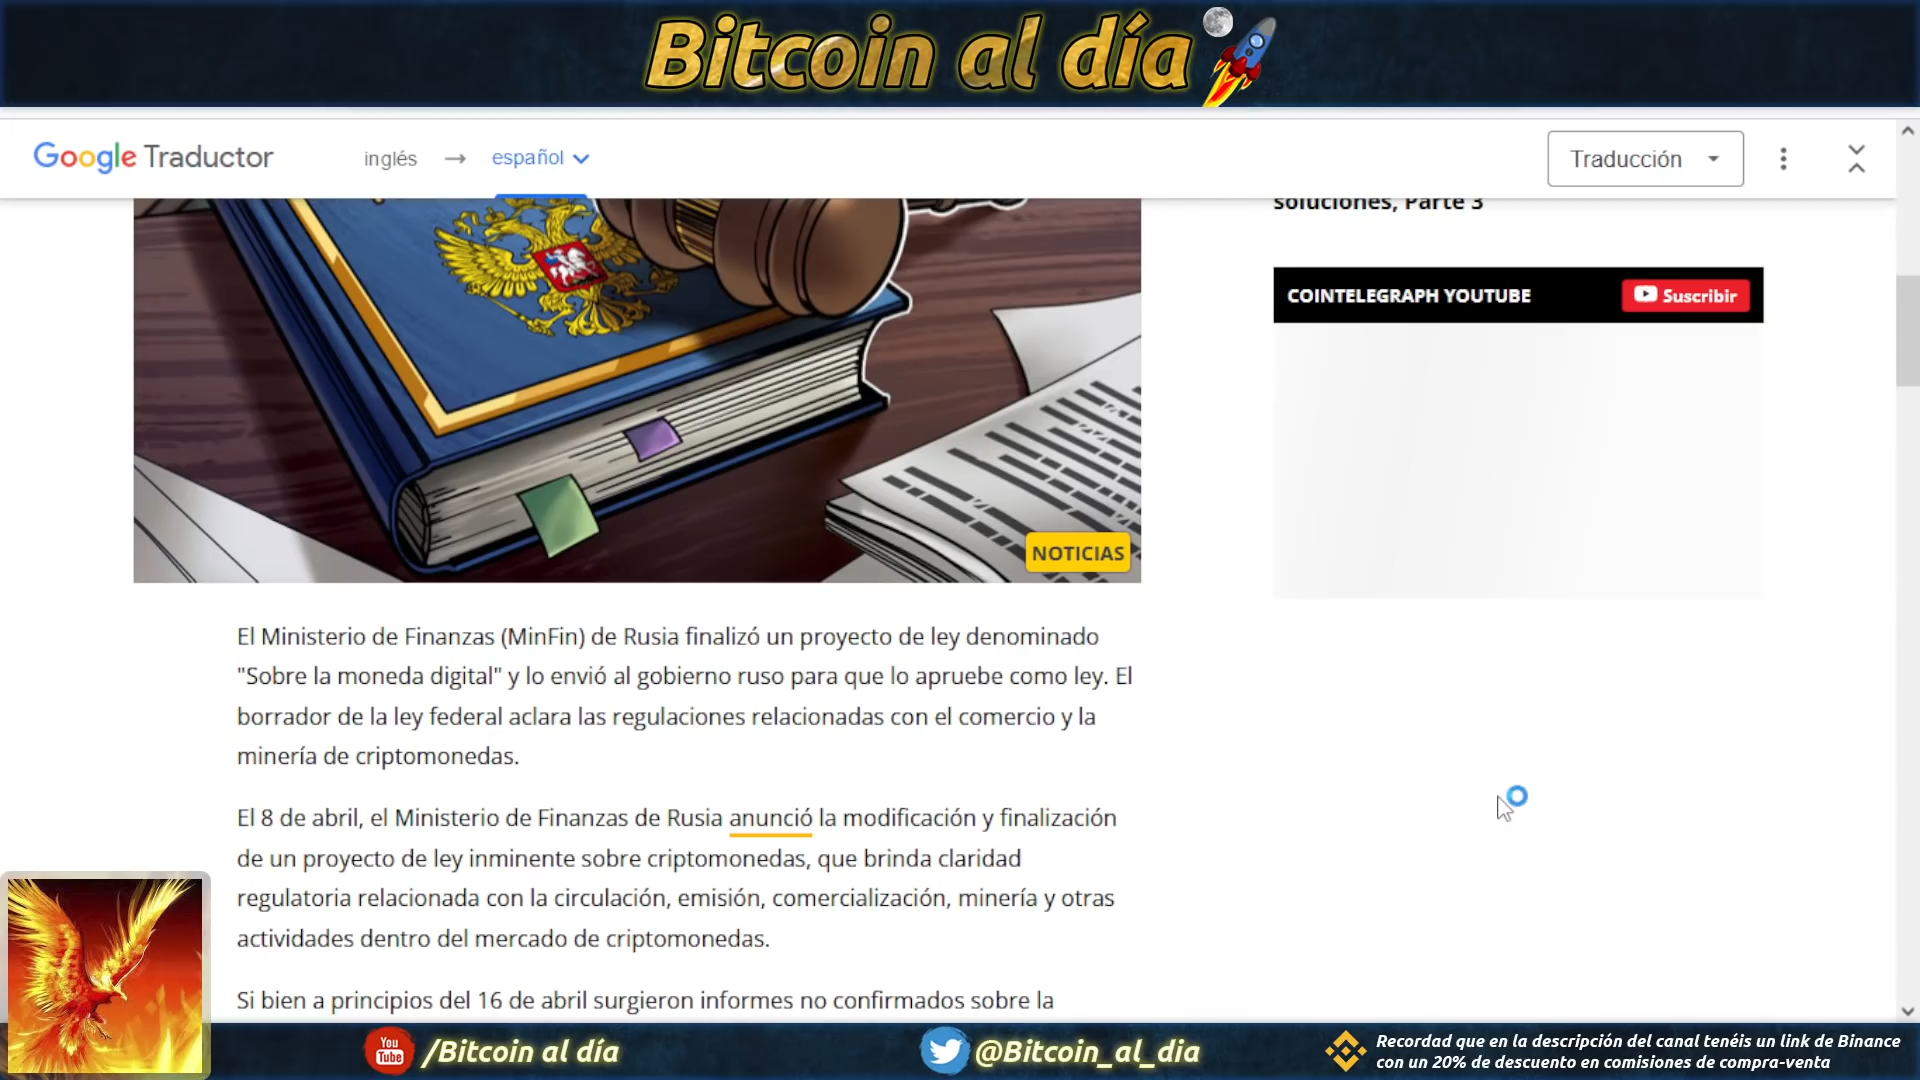 Bitcoin al día
Google Traductor
inglés → español
Traducción
soluciones, Parte 3
COINTELEGRAPH YOUTUBE
Suscribir
NOTICIAS
El Ministerio de Finanzas (MinFin) de Rusia finalizó un proyecto de ley denominado
"Sobre la moneda digital" y lo envió al gobierno ruso para que lo apruebe como ley. El
borrador de la ley federal aclara las regulaciones relacionadas con el comercio y la
minería de criptomonedas.
El 8 de abril, el Ministerio de Finanzas de Rusia anunció la modificación y finalización
de un proyecto de ley inminente sobre criptomonedas, que brinda claridad
regulatoria relacionada con la circulación, emisión, comercialización, minería y otras
actividades dentro del mercado de criptomonedas.
Si bien a principios del 16 de abril surgieron informes no confirmados sobre la
You Tube
/Bitcoin al día
@Bitcoin_al_dia
Recordad que en la descripción del canal tenéis un link de Binance
con un 20% de descuento en comisiones de compra-venta